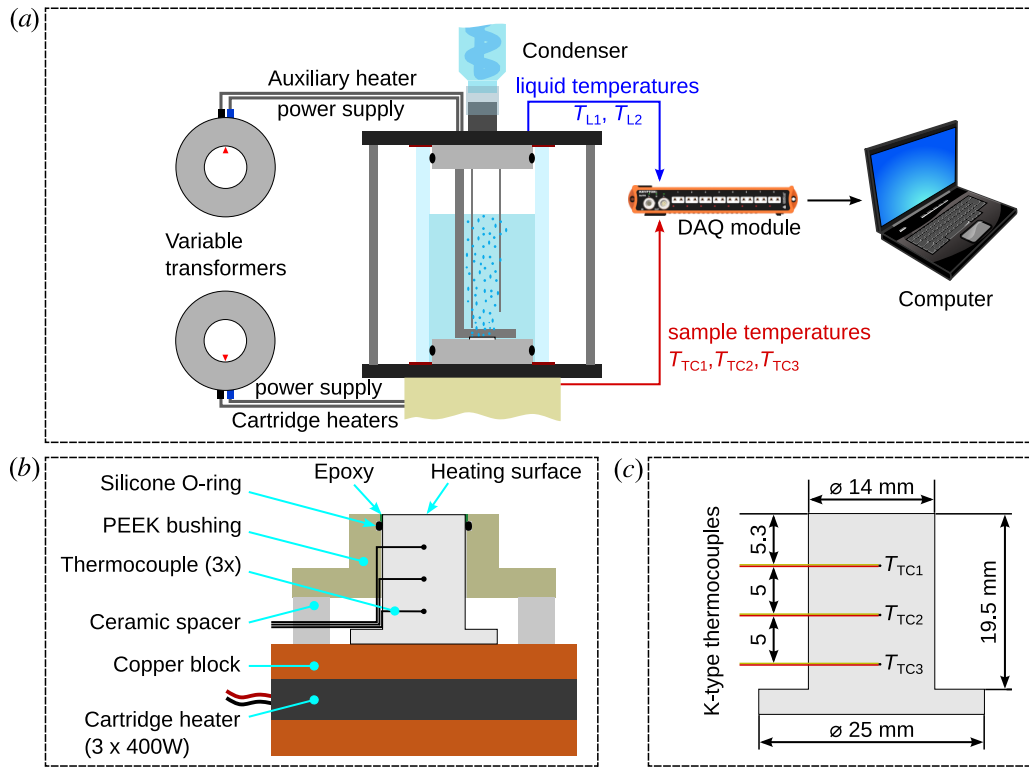 (a)
Condenser
Auxiliary heater
power supply
liquid temperatures
TL1, TL2
Variable
transformers
DAQ module
Computer
sample temperatures
TTC1,TTC2,TTC3
power supply
Cartridge heaters
(b)
Epoxy
Heating surface
Silicone O-ring
PEEK bushing
Thermocouple (3x)
Ceramic spacer
Copper block
Cartridge heater
(3 x 400W)
(c)
K-type thermocouples
ø 14 mm
5.3
5
5
TTC1
TTC2
TTC3
19.5 mm
ø 25 mm